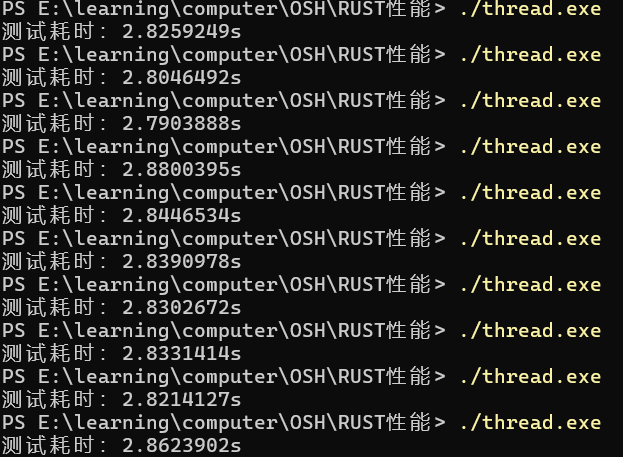 PS E:\learning\computer\OSH\RUST性能> ./thread.exe
测试耗时: 2.8259249s
PS E:\learning\computer\OSH\RUST性能> ./thread.exe
测试耗时: 2.8046492s
PS E:\learning\computer\OSH\RUST性能> ./thread.exe
测试耗时: 2.7903888s
PS E:\learning\computer\OSH\RUST性能> ./thread.exe
测试耗时: 2.8800395s
PS E:\learning\computer\OSH\RUST性能> ./thread.exe
测试耗时: 2.8446534s
PS E:\learning\computer\OSH\RUST性能> ./thread.exe
测试耗时: 2.8390978s
PS E:\learning\computer\OSH\RUST性能> ./thread.exe
测试耗时: 2.8302672s
PS E:\learning\computer\OSH\RUST性能> ./thread.exe
测试耗时: 2.8331414s
PS E:\learning\computer\OSH\RUST性能> ./thread.exe
测试耗时: 2.8214127s
PS E:\learning\computer\OSH\RUST性能> ./thread.exe
测试耗时: 2.8623902s